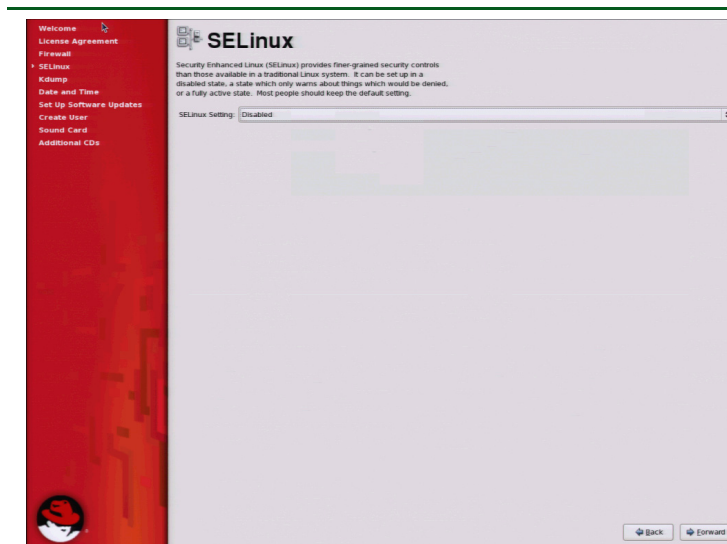 Welcome
License Agreement
Firewall
SELinux
Kdump
Date and Time
Set Up Software Updates
Create User
Sound Card
Additional CDs
SELinux
Security Enhanced Linux (SELinux) provides finer-grained security controls
than those available in a traditional Linux system. It can be set up in a
disabled state, a state which only warns about things which would be denied,
or a fully active state. Most people should keep the default setting.
SELinux Setting: Disabled
Back Forward